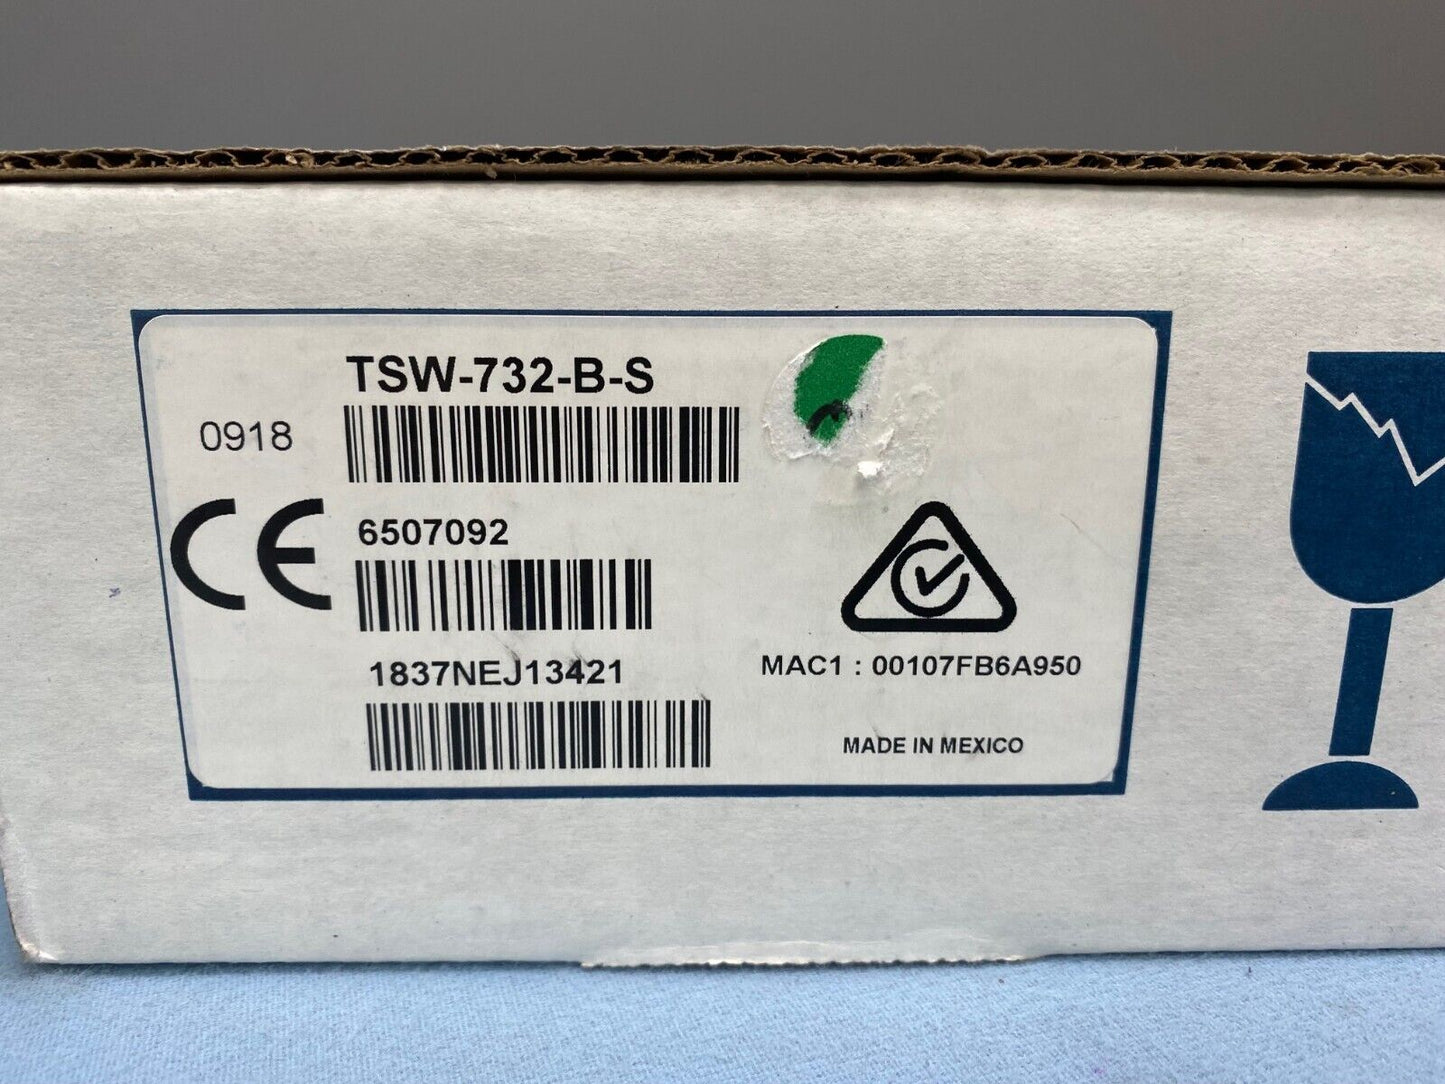 TSW-732-B-S
0918
CE
6507092
1837NEJ13421
MAC1 : 00107FB6A950
MADE IN MEXICO